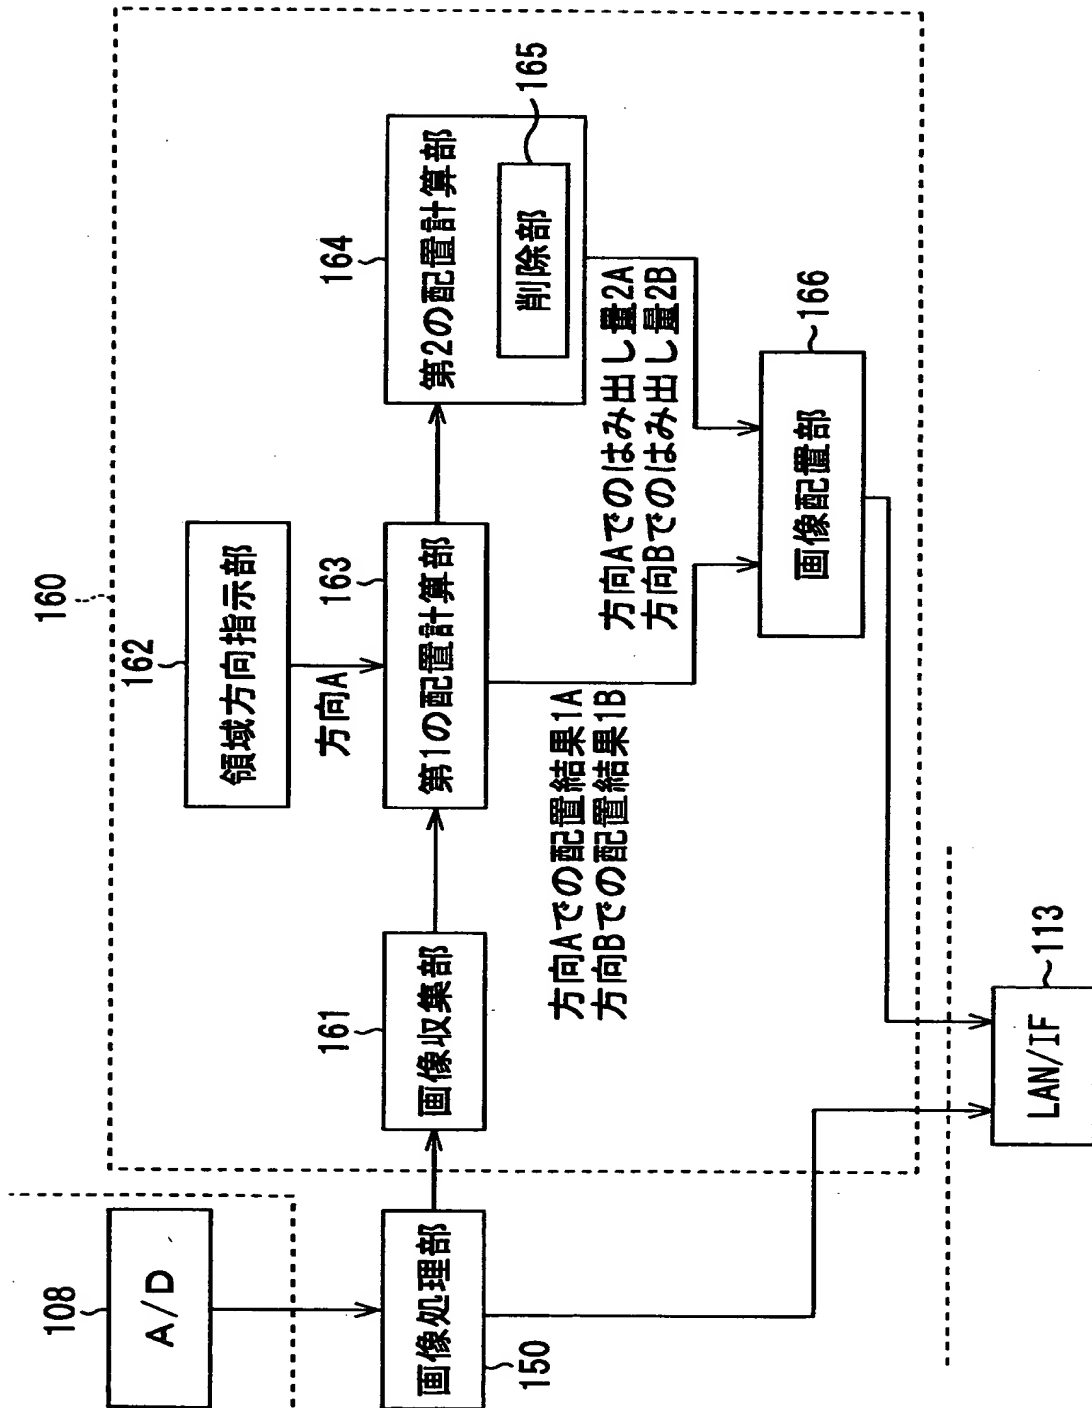 160
162
領域方向指示部
方向A
108
A/D
161
画像収集部
163
第1の配置計算部
164
第2の配置計算部
165
削除部
画像処理部
150
方向Aでの配置結果1A
方向Bでの配置結果1B
方向Aでのはみ出し量2A
方向Bでのはみ出し量2B
166
画像配置部
LAN/IF
113